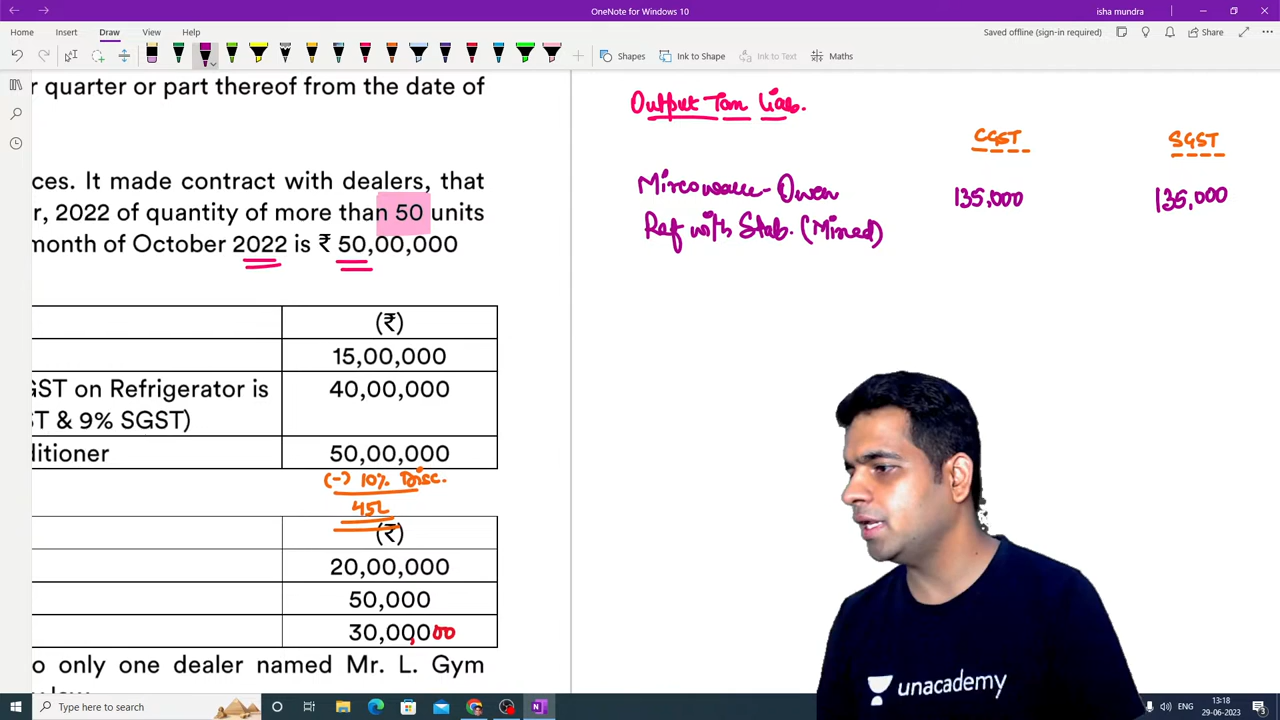 OneNote for Windows 10
isha mundra
Home Insert Draw View Help
Saved offline (sign-in required)
Share
Shapes
Ink to Shape
Ink to Text
Maths
r quarter or part thereof from the date of
ces. It made contract with dealers, that
r, 2022 of quantity of more than 50 units
month of October 2022 is ₹ 50,00,000
(₹)
15,00,000
GST on Refrigerator is 40,00,000
ST & 9% SGST)
ditioner 50,00,000
(-) 10% Disc.
45L
(₹)
20,00,000
50,000
30,00,000
o only one dealer named Mr. L. Gym
Output Tax Liab.
CGST SGST
Mircowave - Owen 135,000 135,000
Ref with Stab. (Mixed)
unacademy
Type here to search
ENG
13:18
29-06-2023